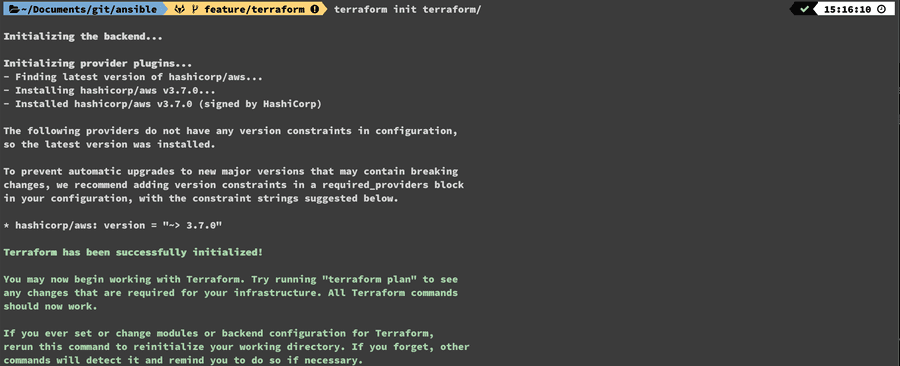 ~/Documents/git/ansible feature/terraform terraform init terraform/ 15:16:10
Initializing the backend...
Initializing provider plugins...
- Finding latest version of hashicorp/aws...
- Installing hashicorp/aws v3.7.0...
- Installed hashicorp/aws v3.7.0 (signed by HashiCorp)
The following providers do not have any version constraints in configuration,
so the latest version was installed.
To prevent automatic upgrades to new major versions that may contain breaking
changes, we recommend adding version constraints in a required_providers block
in your configuration, with the constraint strings suggested below.
* hashicorp/aws: version = "~> 3.7.0"
Terraform has been successfully initialized!
You may now begin working with Terraform. Try running "terraform plan" to see
any changes that are required for your infrastructure. All Terraform commands
should now work.
If you ever set or change modules or backend configuration for Terraform,
rerun this command to reinitialize your working directory. If you forget, other
commands will detect it and remind you to do so if necessary.